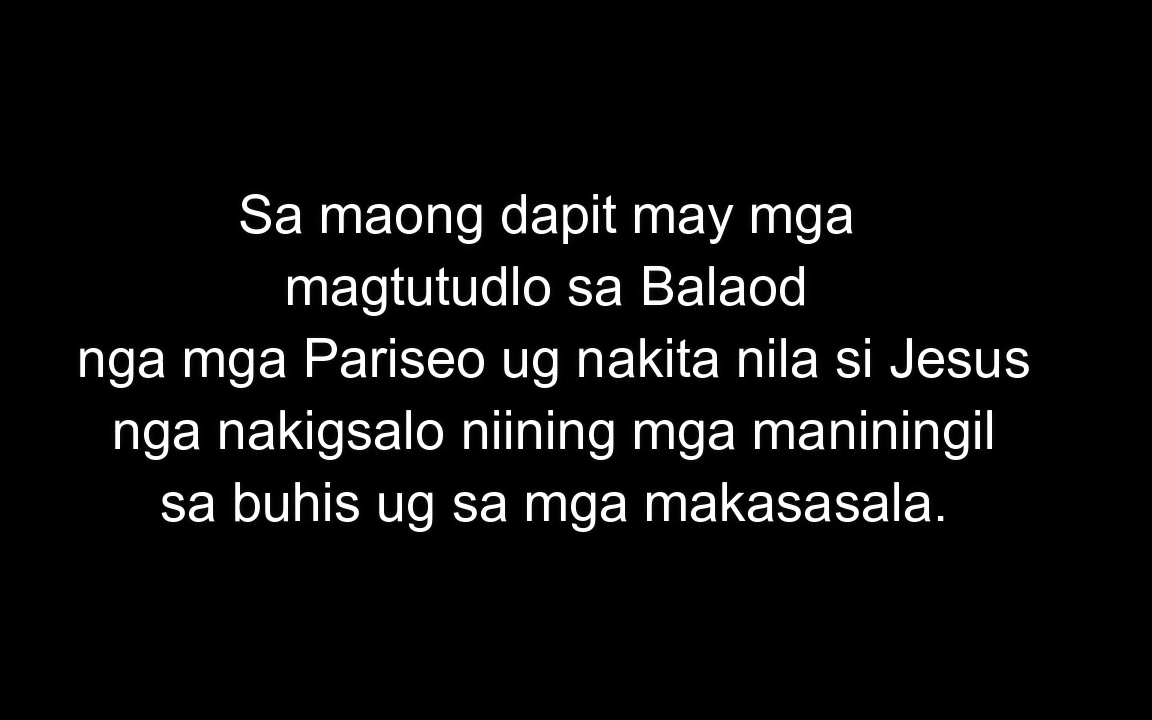 Sa maong dapit may mga
magtutudlo sa Balaod
nga mga Pariseo ug nakita nila si Jesus
nga nakigsalo niining mga maniningil
sa buhis ug sa mga makasasala.